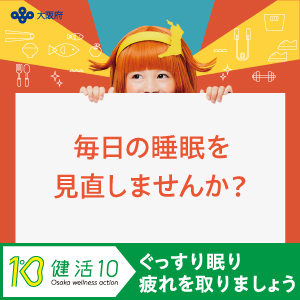 大阪府
毎日の睡眠を
見直しませんか?
10
健活10
Osaka wellness action
ぐっすり眠り
疲れを取りましょう